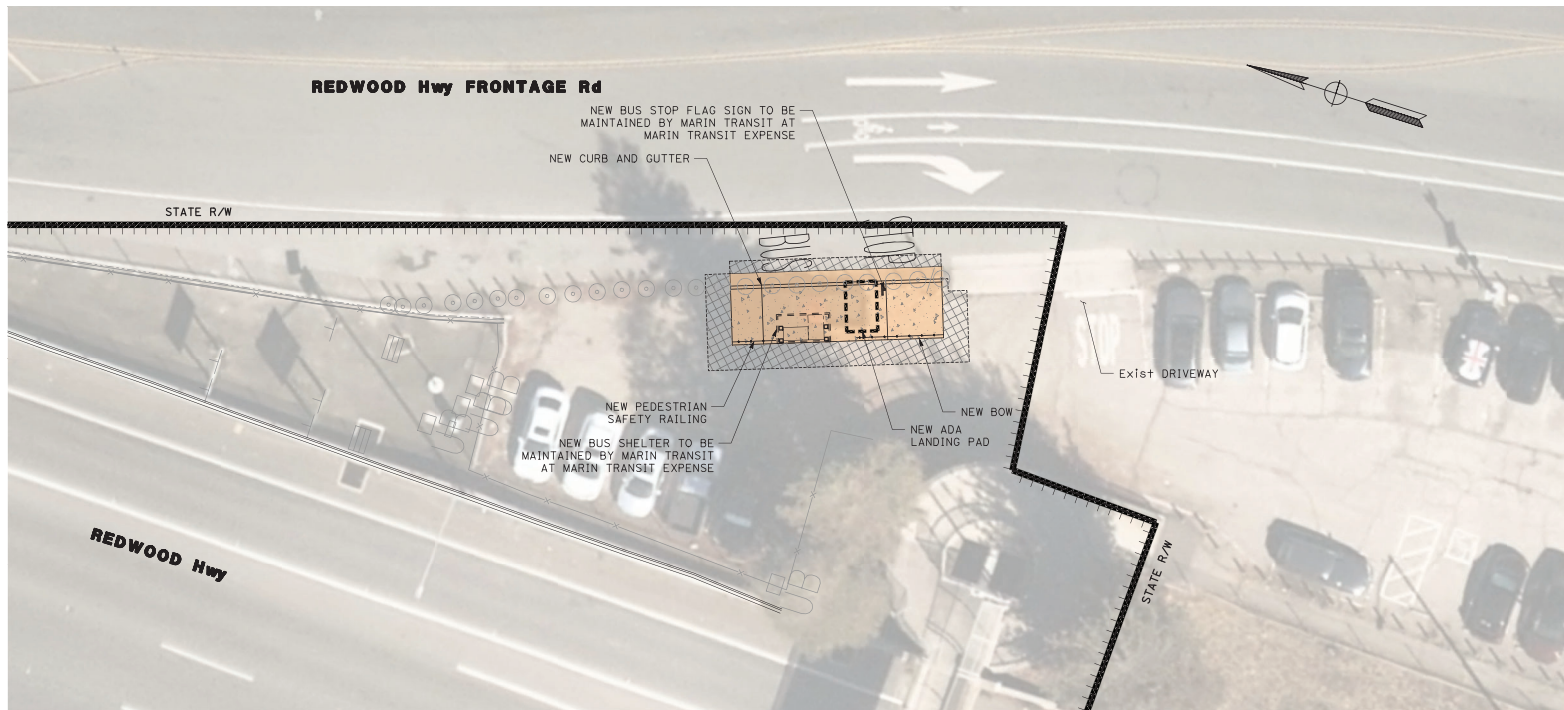 REDWOOD Hwy FRONTAGE Rd
NEW BUS STOP FLAG SIGN TO BE
MAINTAINED BY MARIN TRANSIT AT
MARIN TRANSIT EXPENSE
NEW CURB AND GUTTER
STATE R/W
BUS
STOP
Exist DRIVEWAY
NEW PEDESTRIAN
SAFETY RAILING
NEW BOW
NEW ADA
LANDING PAD
NEW BUS SHELTER TO BE
MAINTAINED BY MARIN TRANSIT
AT MARIN TRANSIT EXPENSE
REDWOOD Hwy
STATE R/W